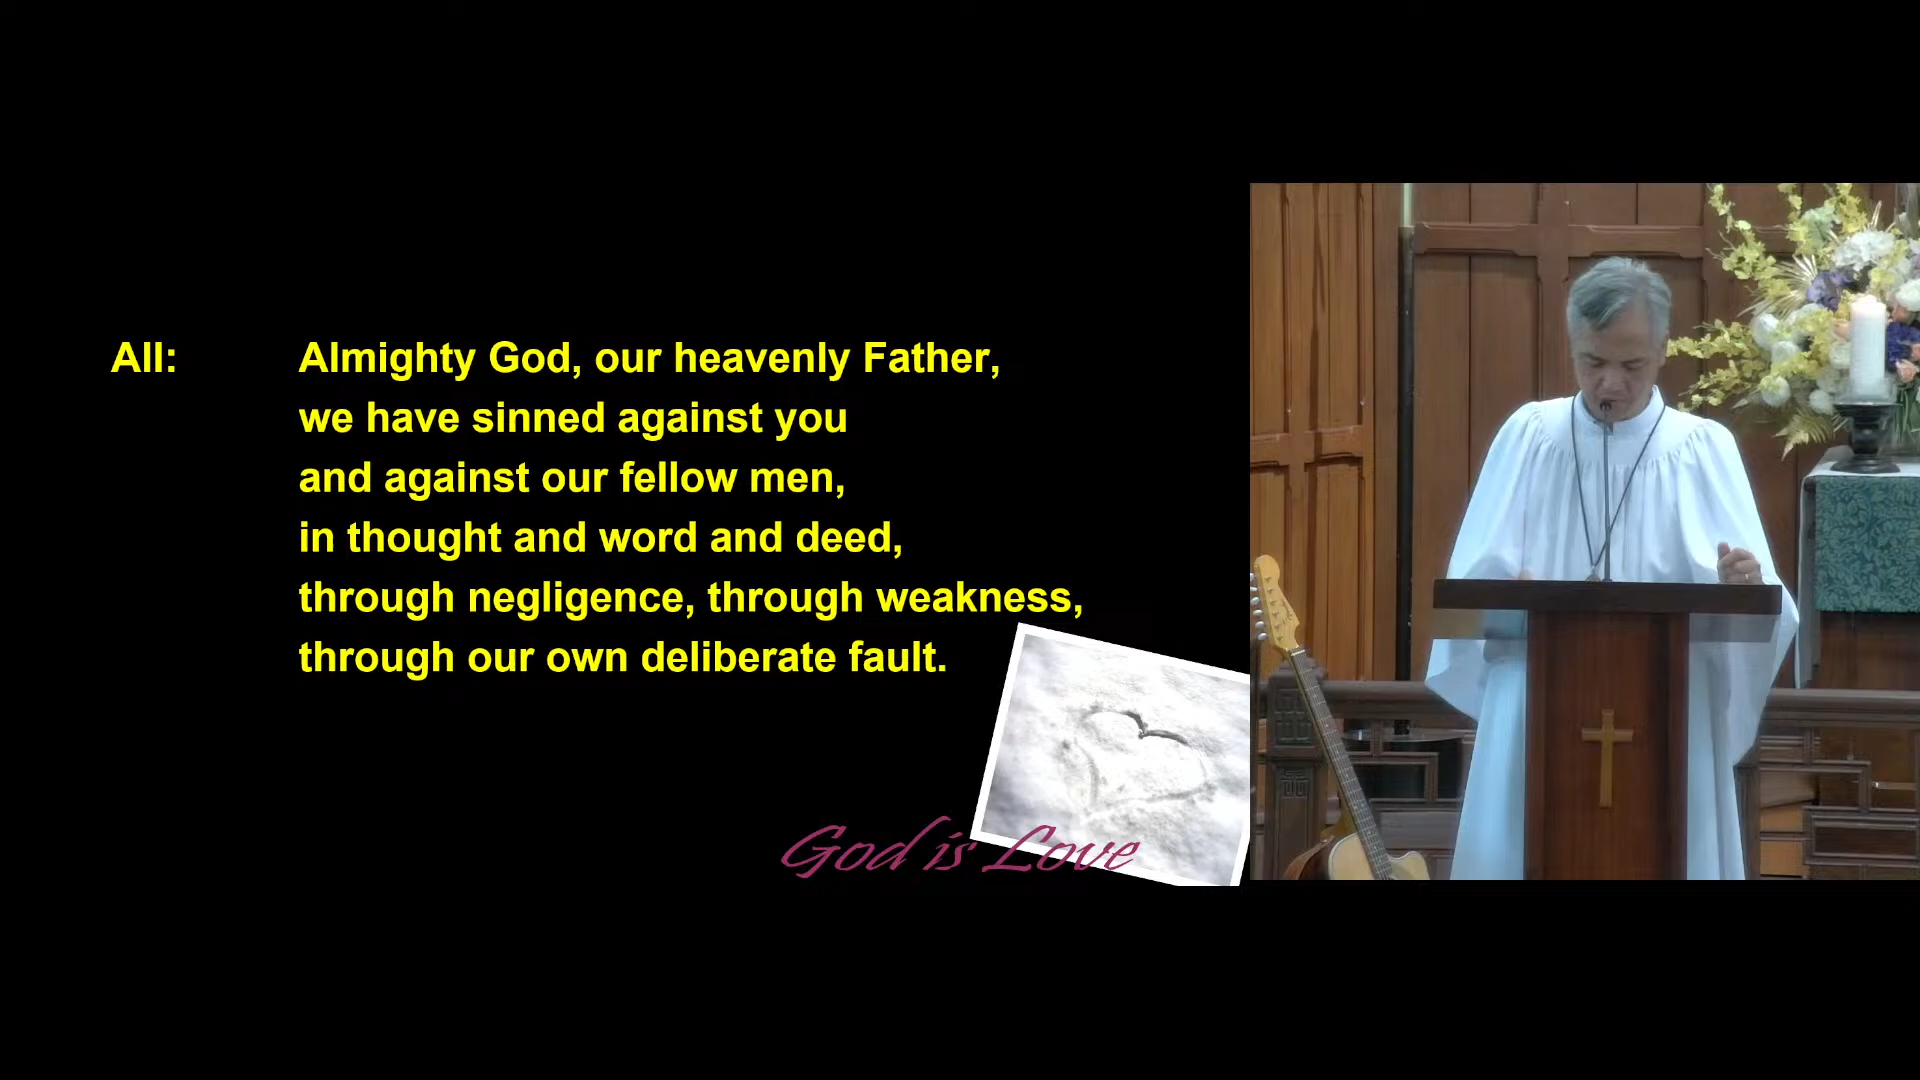 All: Almighty God, our heavenly Father,
we have sinned against you
and against our fellow men,
in thought and word and deed,
through negligence, through weakness,
through our own deliberate fault.
God is Love